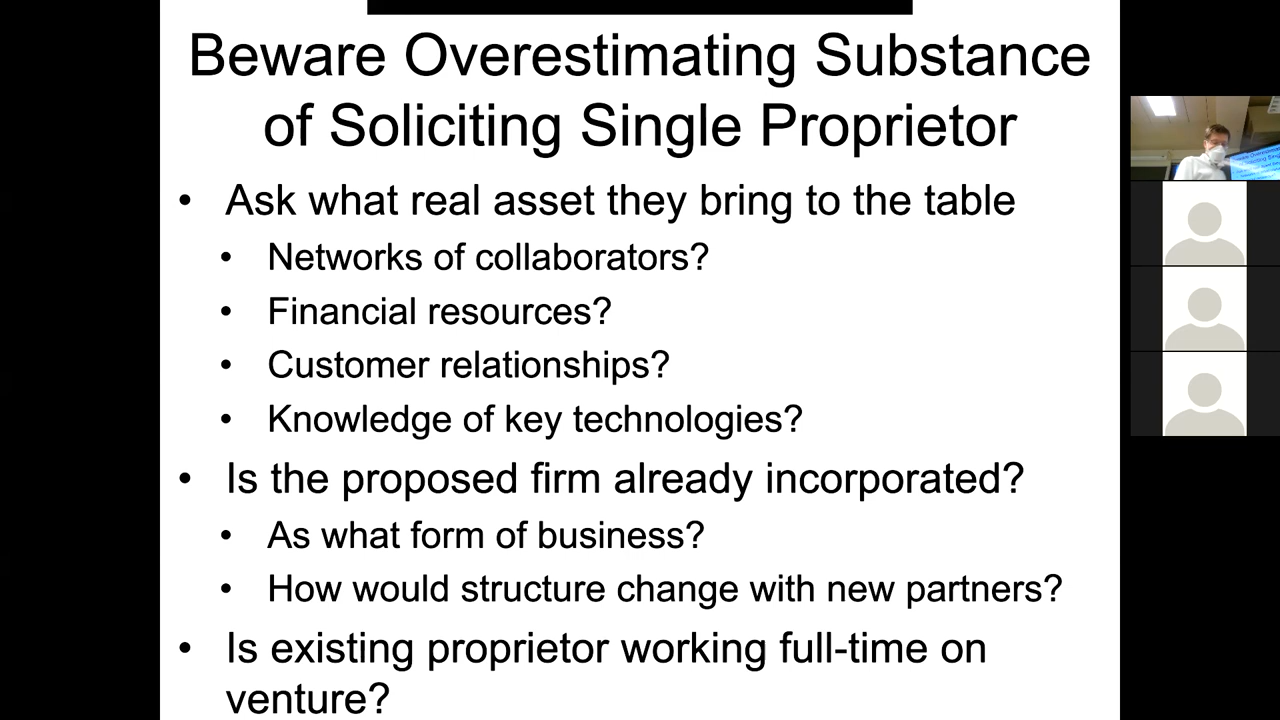 Beware Overestimating Substance
of Soliciting Single Proprietor
• Ask what real asset they bring to the table
• Networks of collaborators?
• Financial resources?
• Customer relationships?
• Knowledge of key technologies?
• Is the proposed firm already incorporated?
• As what form of business?
• How would structure change with new partners?
• Is existing proprietor working full-time on
venture?